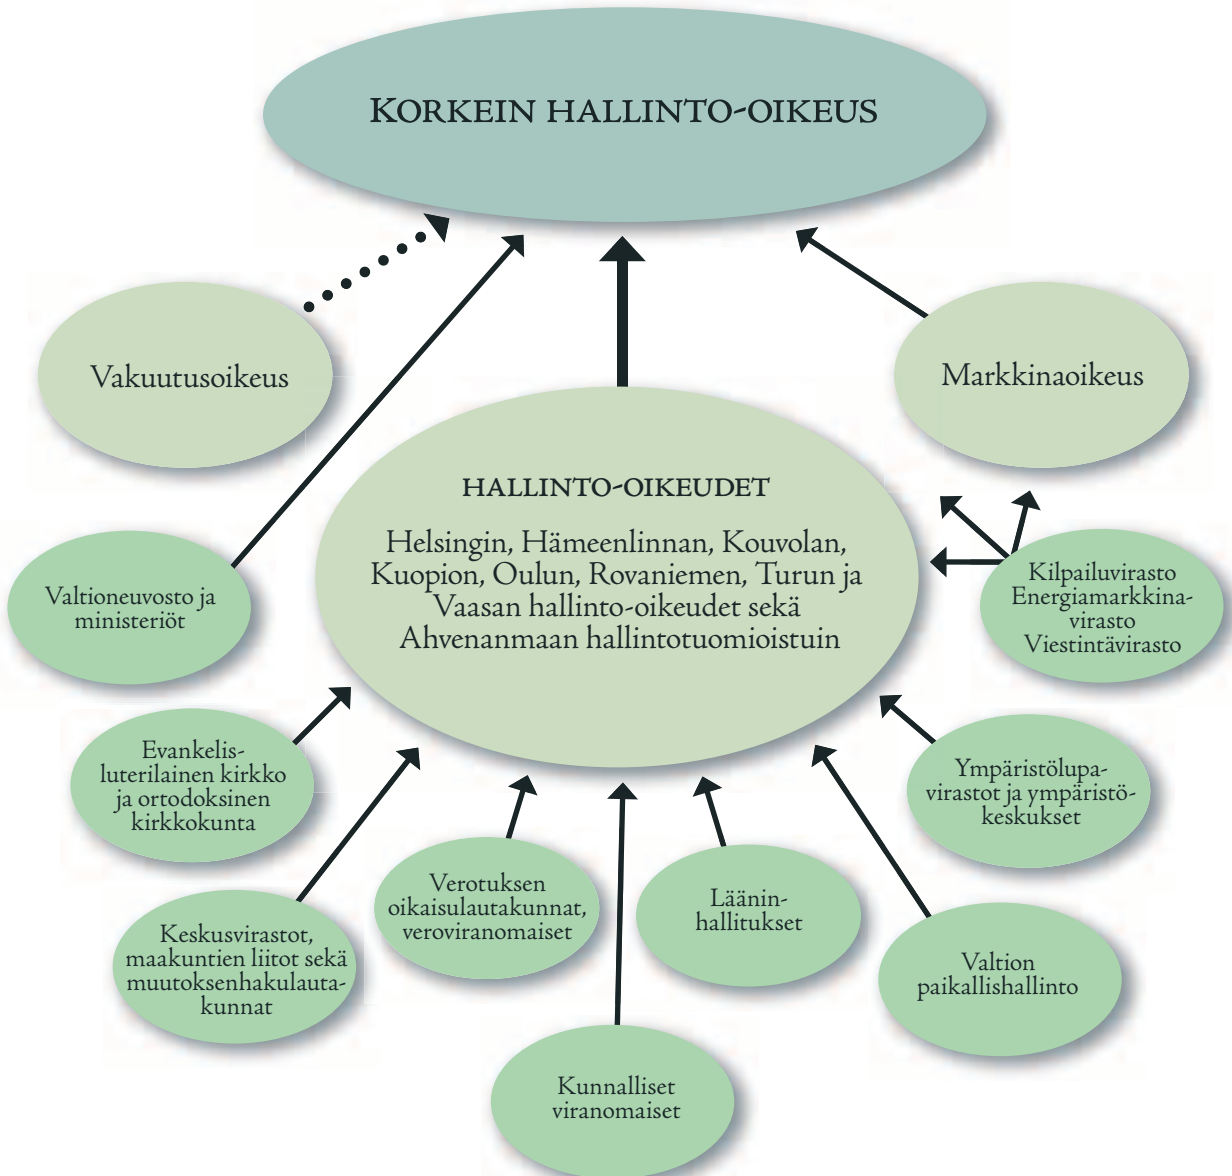 KORKEIN HALLINTO-OIKEUS
Vakuutusoikeus
Markkinaoikeus
HALLINTO-OIKEUDET
Helsingin, Hämeenlinnan, Kouvolan,
Kuopion, Oulun, Rovaniemen, Turun ja
Vaasan hallinto-oikeudet sekä
Ahvenanmaan hallintotuomioistuin
Valtioneuvosto ja
ministeriöt
Kilpailuvirasto
Energiamarkkina-
virasto
Viestintävirasto
Evankelis-
luterilainen kirkko
ja ortodoksinen
kirkkokunta
Ympäristölupa-
virastot ja ympäristö-
keskukset
Keskusvirastot,
maakuntien liitot sekä
muutoksenhakulauta-
kunnat
Verotuksen
oikaisulautakunnat,
veroviranomaiset
Läänin-
hallitukset
Valtion
paikallishallinto
Kunnalliset
viranomaiset